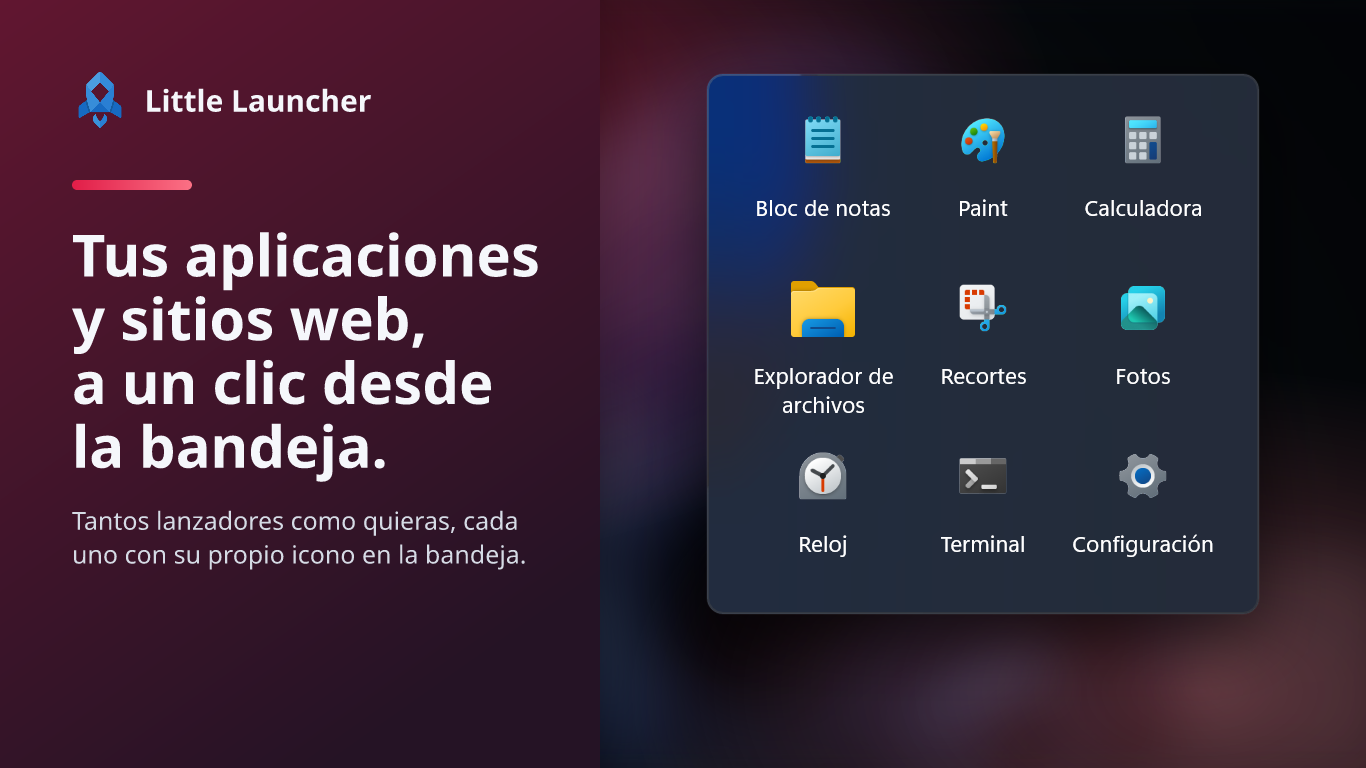 Little Launcher
Tus aplicaciones
y sitios web,
a un clic desde
la bandeja.
Tantos lanzadores como quieras, cada
uno con su propio icono en la bandeja.
Bloc de notas
Paint
Calculadora
Explorador de
archivos
Recortes
Fotos
Reloj
Terminal
Configuración